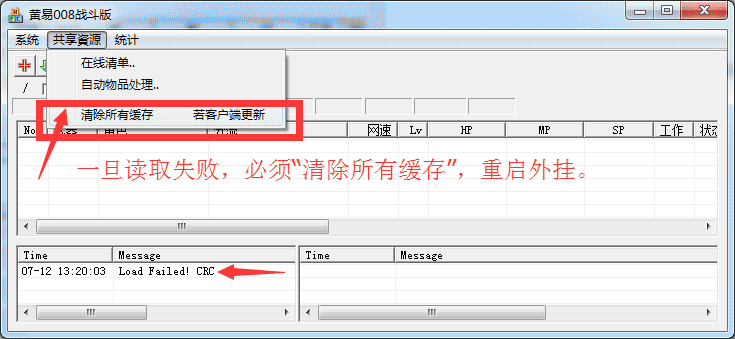 黄易008战斗版
系统 共享資源 统计
在线清单..
自动物品处理..
/
清除所有缓存 若客户端更新
No 网速 Lv HP MP SP 工作 状态
一旦读取失败，必须“清除所有缓存”，重启外挂。
Time Message Time Message
07-12 13:20:03 Load Failed! CRC